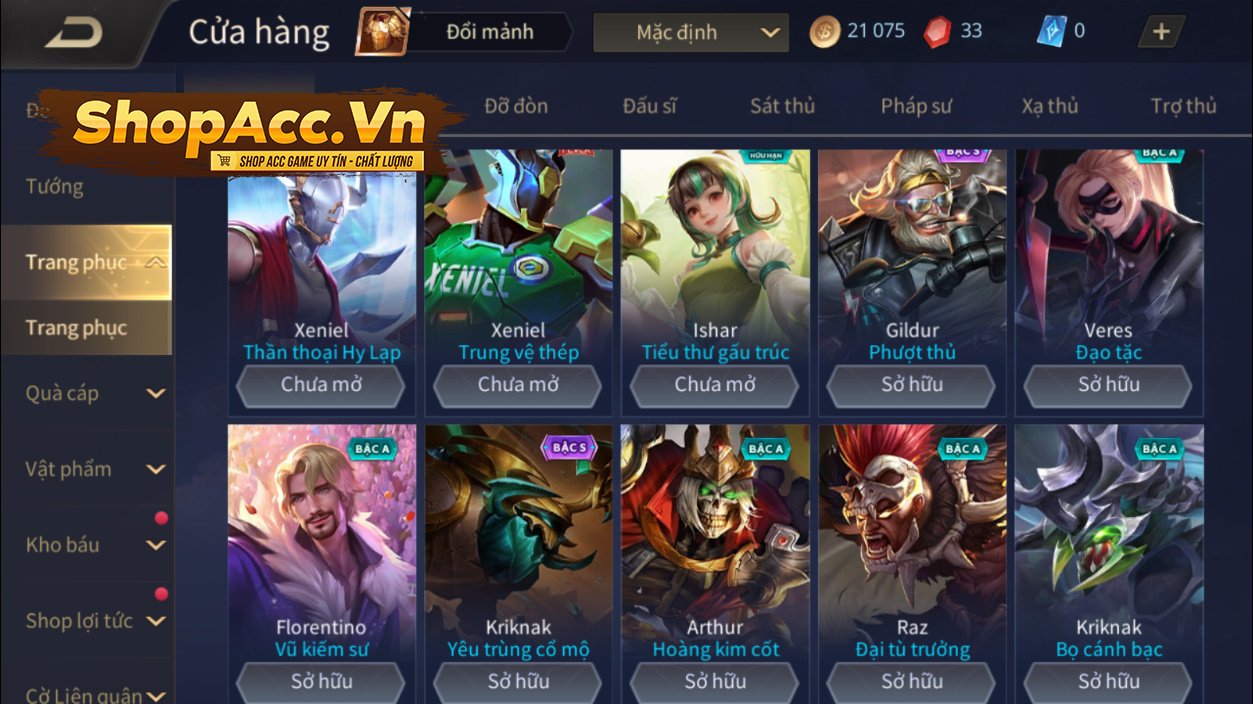 Cửa hàng
Đổi mảnh
Mặc định
21 075
33
0
+
ShopAcc.Vn
SHOP ACC GAME UY TÍN - CHẤT LƯỢNG
Đỡ đòn
Đấu sĩ
Sát thủ
Pháp sư
Xạ thủ
Trợ thủ
Tướng
Trang phục
Trang phục
Quà cáp
Vật phẩm
Kho báu
Shop lợi tức
Cờ Liên quân
Xeniel
Thần thoại Hy Lạp
Chưa mở
XENIEL
Xeniel
Trung vệ thép
Chưa mở
HỮU HẠN
Ishar
Tiểu thư gấu trúc
Chưa mở
BẬC S
Gildur
Phượt thủ
Sở hữu
BẬC A
Veres
Đạo tặc
Sở hữu
BẬC A
Florentino
Vũ kiếm sư
Sở hữu
BẬC S
Kriknak
Yêu trùng cổ mộ
Sở hữu
BẬC A
Arthur
Hoàng kim cốt
Sở hữu
BẬC A
Raz
Đại tù trưởng
Sở hữu
BẬC A
Kriknak
Bọ cánh bạc
Sở hữu